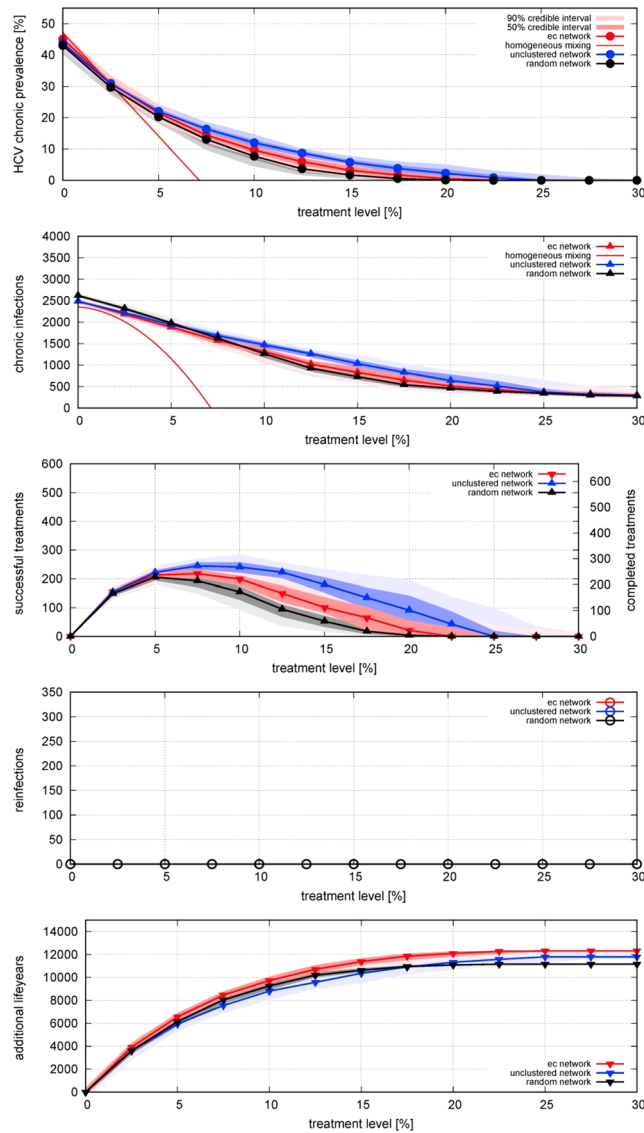 HCV chronic prevalence [%]
50
40
30
20
10
0
90% credible interval
50% credible interval
ec network
homogeneous mixing
unclustered network
random network
0 5 10 15 20 25 30
treatment level [%]
chronic infections
4000
3500
3000
2500
2000
1500
1000
500
0
ec network
homogeneous mixing
unclustered network
random network
0 5 10 15 20 25 30
treatment level [%]
successful treatments
600
500
400
300
200
100
0
ec network
unclustered network
random network
600
500
400
300
200
100
0
completed treatments
0 5 10 15 20 25 30
treatment level [%]
reinfections
350
300
250
200
150
100
50
0
ec network
unclustered network
random network
0 5 10 15 20 25 30
treatment level [%]
additional lifeyears
14000
12000
10000
8000
6000
4000
2000
0
ec network
unclustered network
random network
0 5 10 15 20 25 30
treatment level [%]